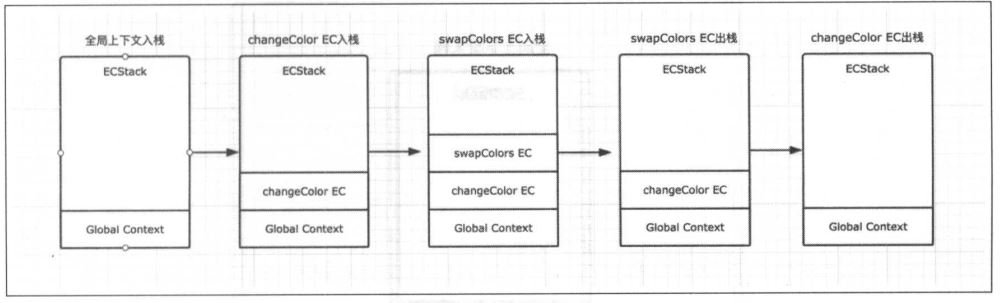 全局上下文入栈
ECStack
Global Context
changeColor EC入栈
ECStack
changeColor EC
Global Context
swapColors EC入栈
ECStack
swapColors EC
changeColor EC
Global Context
swapColors EC出栈
ECStack
changeColor EC
Global Context
changeColor EC出栈
ECStack
Global Context